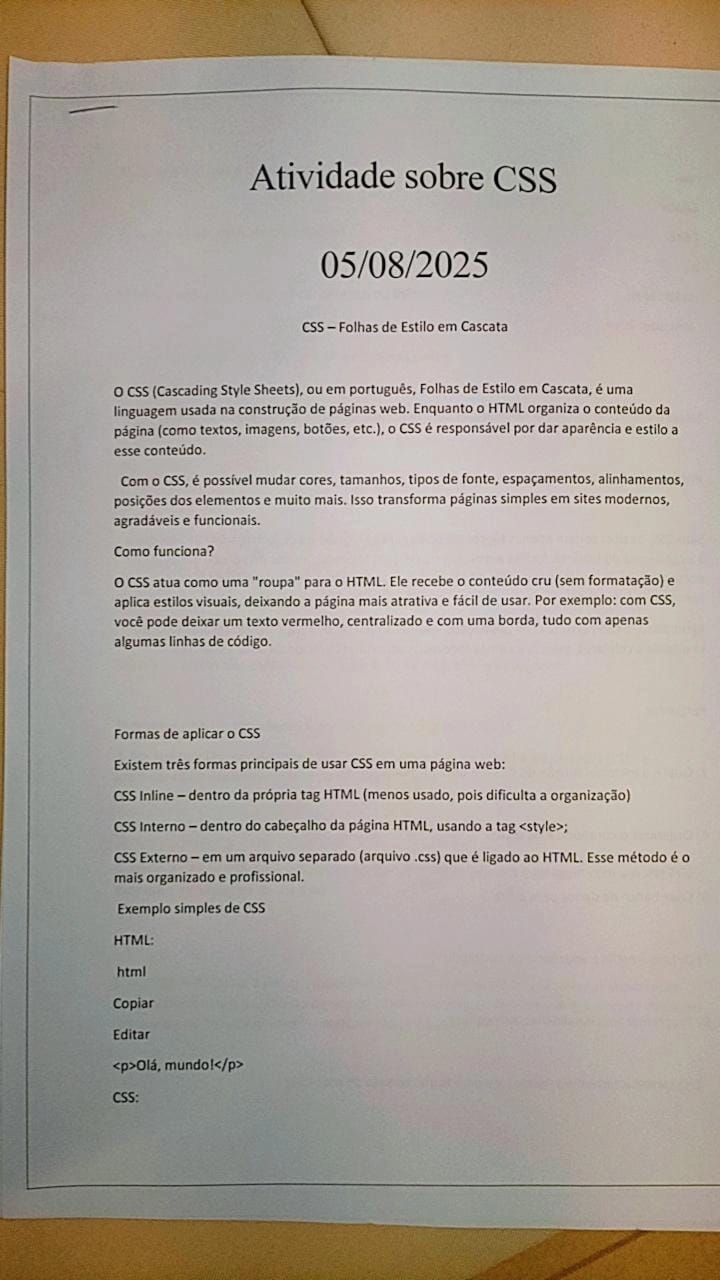 Atividade sobre CSS
05/08/2025
CSS – Folhas de Estilo em Cascata
O CSS (Cascading Style Sheets), ou em português, Folhas de Estilo em Cascata, é uma
linguagem usada na construção de páginas web. Enquanto o HTML organiza o conteúdo da
página (como textos, imagens, botões, etc.), o CSS é responsável por dar aparência e estilo a
esse conteúdo.
Com o CSS, é possível mudar cores, tamanhos, tipos de fonte, espaçamentos, alinhamentos,
posições dos elementos e muito mais. Isso transforma páginas simples em sites modernos,
agradáveis e funcionais.
Como funciona?
O CSS atua como uma "roupa" para o HTML. Ele recebe o conteúdo cru (sem formatação) e
aplica estilos visuais, deixando a página mais atrativa e fácil de usar. Por exemplo: com CSS,
você pode deixar um texto vermelho, centralizado e com uma borda, tudo com apenas
algumas linhas de código.
Formas de aplicar o CSS
Existem três formas principais de usar CSS em uma página web:
CSS Inline – dentro da própria tag HTML (menos usado, pois dificulta a organização)
CSS Interno – dentro do cabeçalho da página HTML, usando a tag <style>;
CSS Externo – em um arquivo separado (arquivo .css) que é ligado ao HTML. Esse método é o
mais organizado e profissional.
Exemplo simples de CSS
HTML:
html
Copiar
Editar
<p>Olá, mundo!</p>
CSS: